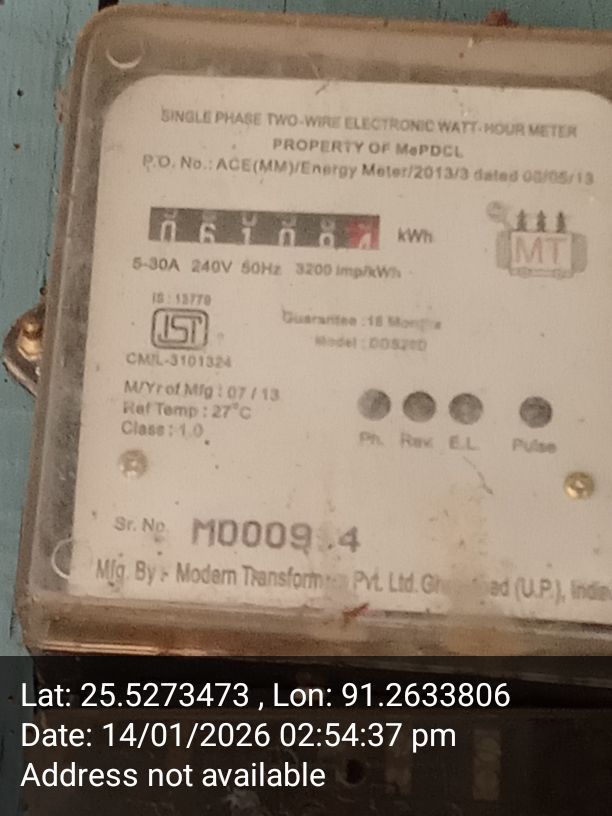 SINGLE PHASE TWO-WIRE ELECTRONIC WATT-HOUR METER
PROPERTY OF MePDCL
P.O. No.: ACE(MM)/Energy Meter/2013/3 dated 08/05/13
kWh
MT
5-30A 240V 50Hz 3200 imp/kWh
IS : 13779
ISI
Guarantee :18 Months
Model :
CM/L-3101324
M/Yr of Mfg : 07 / 13
Ref Temp : 27°C
Class : 1.0
Ph. Rev. E.L. Pulse
Sr. No.
Mfg. By :- Modern Transformers Pvt. Ltd. (U.P.), India
Lat: 25.5273473 , Lon: 91.2633806
Date: 14/01/2026 02:54:37 pm
Address not available